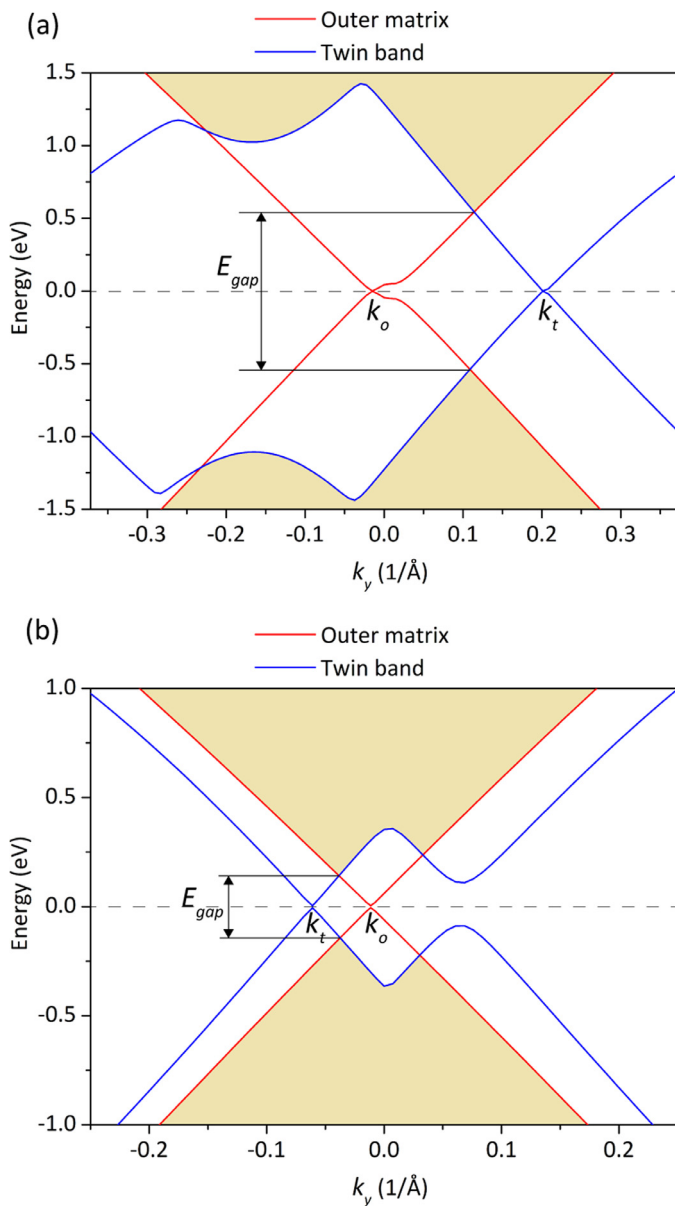 (a)
Outer matrix
Twin band
1.5
1.0
0.5
0.0
-0.5
-1.0
-1.5
Energy (eV)
E_gap
k_o
k_t
-0.3 -0.2 -0.1 0.0 0.1 0.2 0.3
k_y (1/Å)
(b)
Outer matrix
Twin band
1.0
0.5
0.0
-0.5
-1.0
Energy (eV)
E_gap
k_t
k_o
-0.2 -0.1 0.0 0.1 0.2
k_y (1/Å)